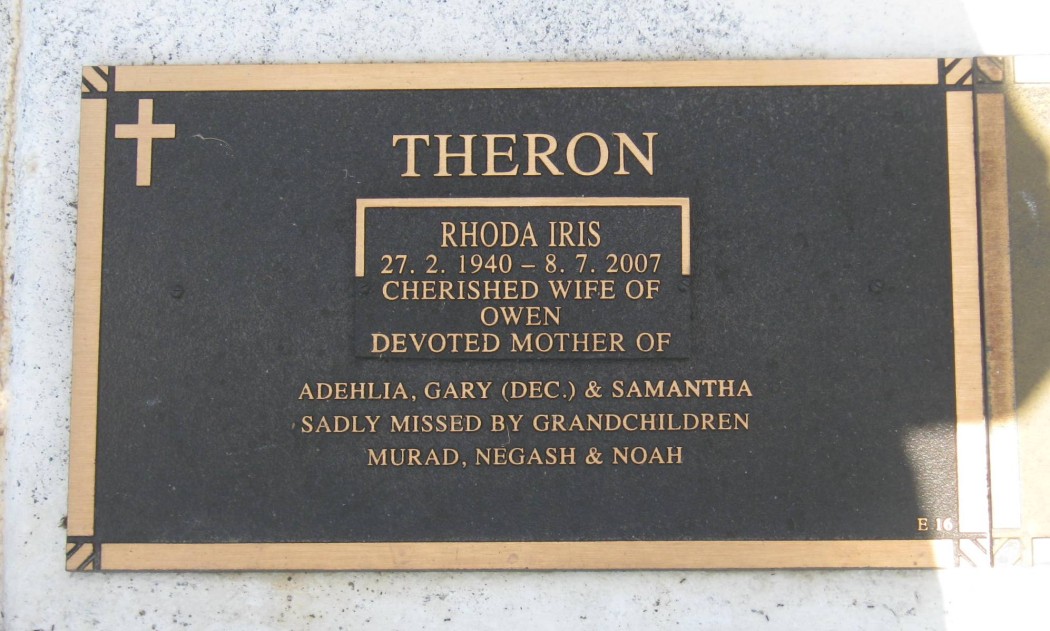 THERON
RHODA IRIS
27. 2. 1940 – 8. 7. 2007
CHERISHED WIFE OF
OWEN
DEVOTED MOTHER OF
ADEHLIA, GARY (DEC.) & SAMANTHA
SADLY MISSED BY GRANDCHILDREN
MURAD, NEGASH & NOAH
E 16